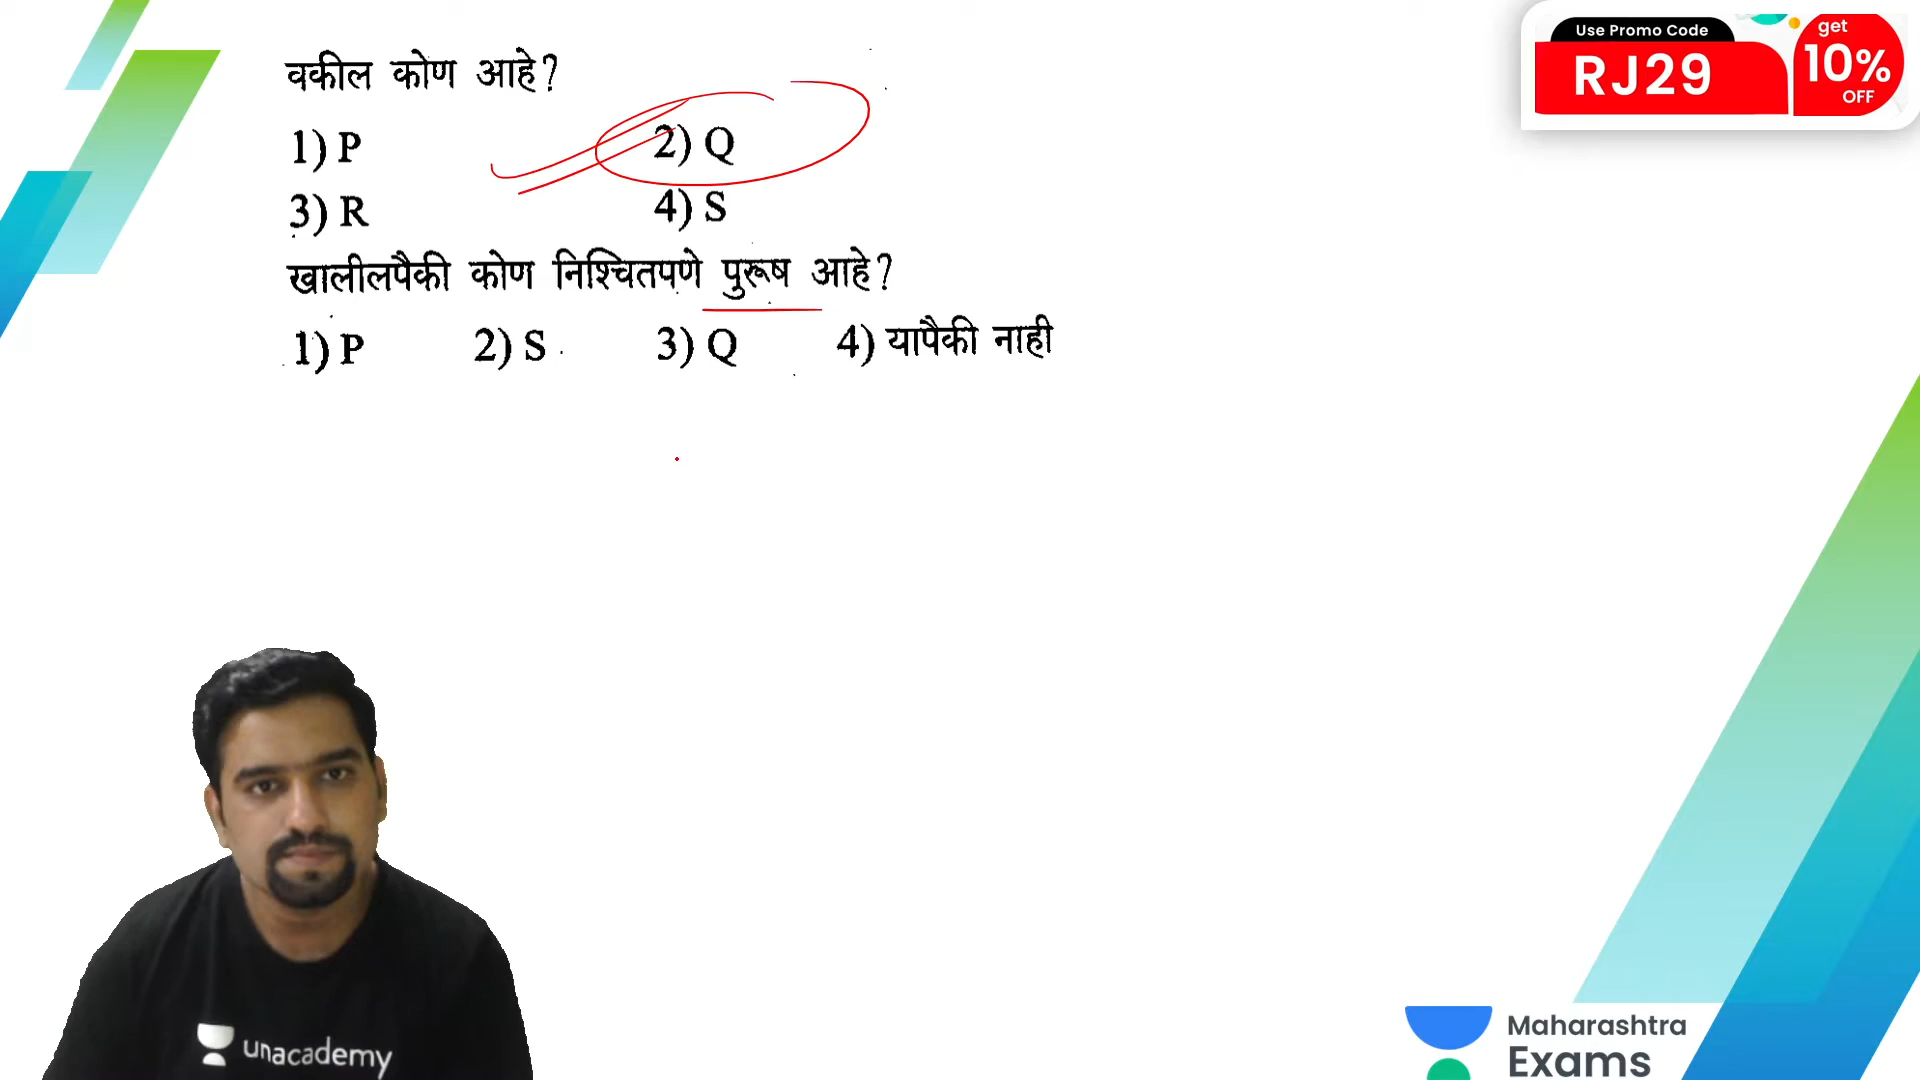 वकील कोण आहे?
1) P 2) Q
3) R 4) S
खालीलपैकी कोण निश्चितपणे पुरूष आहे?
1) P 2) S 3) Q 4) यापैकी नाही
Use Promo Code
RJ29
get
10%
OFF
unacademy
Maharashtra
Exams